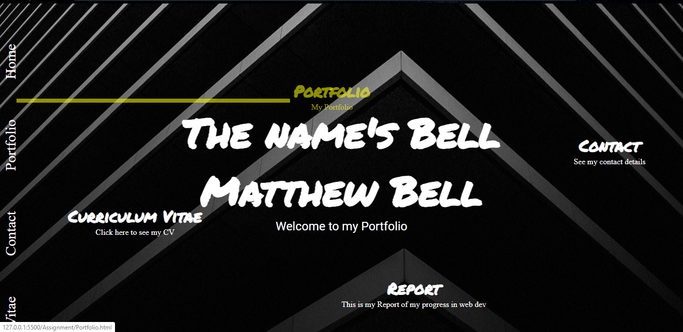 Home
Portfolio
Contact
Vitae
Portfolio
My Portfolio
The name's Bell
Matthew Bell
Welcome to my Portfolio
Contact
See my contact details
Curriculum Vitae
Click here to see my CV
Report
This is my Report of my progress in web dev
127.0.0.1:5500/Assignment/Portfolio.html